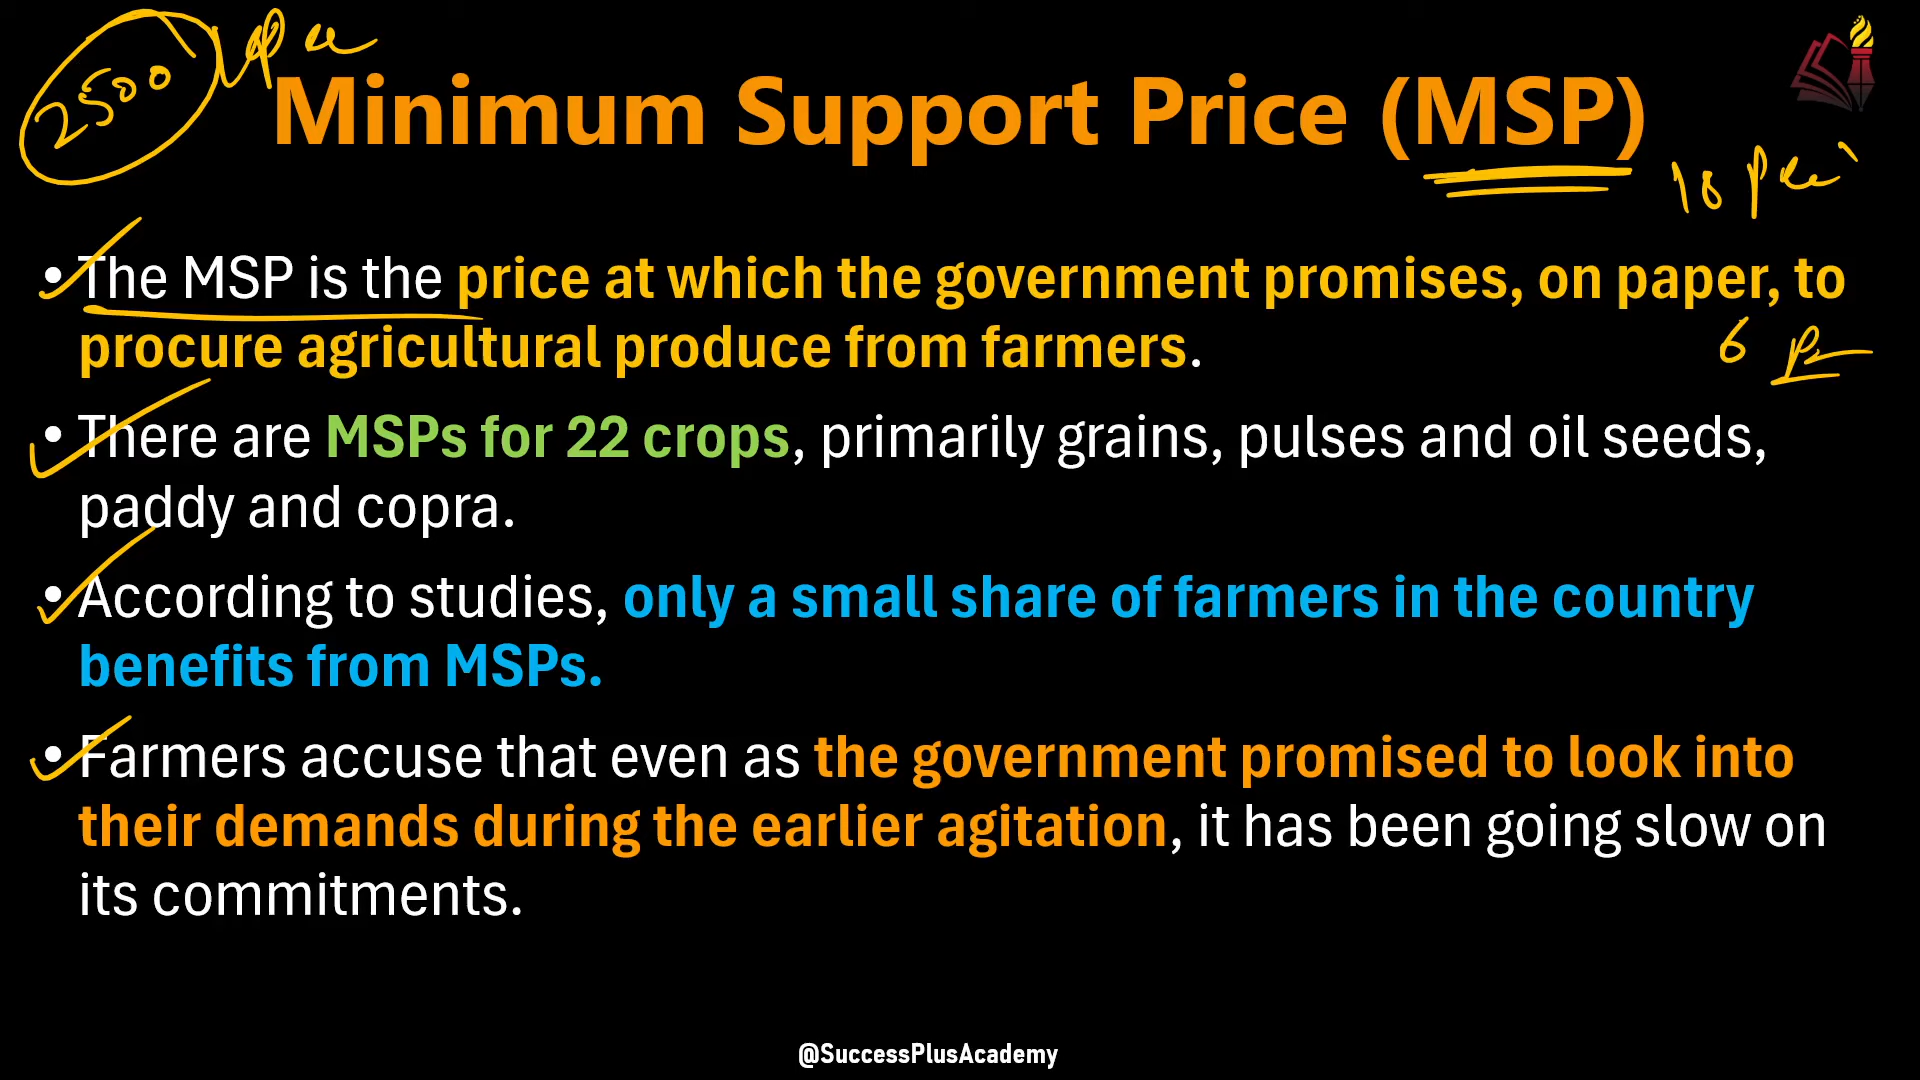 2500
Minimum Support Price (MSP)
10
• The MSP is the price at which the government promises, on paper, to
procure agricultural produce from farmers.
6
• There are MSPs for 22 crops, primarily grains, pulses and oil seeds,
paddy and copra.
• According to studies, only a small share of farmers in the country
benefits from MSPs.
• Farmers accuse that even as the government promised to look into
their demands during the earlier agitation, it has been going slow on
its commitments.
@SuccessPlusAcademy